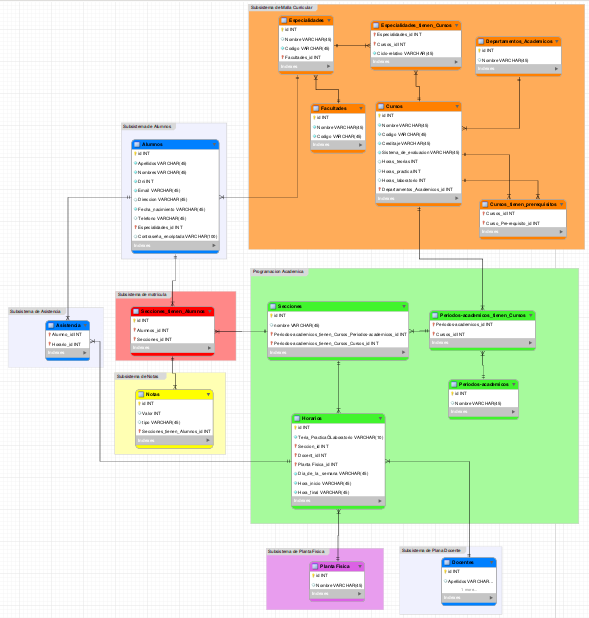 Subsistema de Malla Curricular
Especialidades
id INT
Nombre VARCHAR(45)
Codigo VARCHAR(45)
Facultades_id INT
Indexes
Especialidades_tienen_Cursos
Especialidades_id INT
Cursos_id INT
Ciclo relativo VARCHAR(45)
Indexes
Departamentos_Academicos
id INT
Nombre VARCHAR(45)
Indexes
Facultades
id INT
Nombre VARCHAR(45)
Codigo VARCHAR(45)
Indexes
Cursos
id INT
Nombre VARCHAR(45)
Codigo VARCHAR(45)
Creditaje VARCHAR(45)
Sistema_de_evaluacion VARCHAR(45)
Horas_teoria INT
Horas_practica INT
Horas_laboratorio INT
Departamentos_Academicos_id INT
Indexes
Cursos_tienen_prerequisitos
Cursos_id INT
Curso_Prerequisito_id INT
Indexes
Subsistema de Alumnos
Alumnos
id INT
Apellidos VARCHAR(45)
Nombres VARCHAR(45)
Dni INT
Email VARCHAR(45)
Direccion VARCHAR(45)
Fecha_nacimiento VARCHAR(45)
Telefono VARCHAR(45)
Especialidades_id INT
Contraseña_encriptada VARCHAR(100)
Indexes
Programacion Academica
Secciones
id INT
nombre VARCHAR(45)
Periodos-academicos_tienen_Cursos_Periodos-academicos_id INT
Periodos-academicos_tienen_Cursos_Cursos_id INT
Indexes
Periodos-academicos_tienen_Cursos
Periodos-academicos_id INT
Cursos_id INT
Indexes
Periodos-academicos
id INT
Nombre VARCHAR(45)
Indexes
Subsistema de matricula
Secciones_tienen_Alumnos
id INT
Alumnos_id INT
Secciones_id INT
Indexes
Subsistema de Asistencia
Asistencia
Alumno_id INT
Horario_id INT
Indexes
Subsistema de Notas
Notas
id INT
Valor INT
tipo VARCHAR(45)
Secciones_tienen_Alumnos_id INT
Indexes
Horarios
id INT
Seccion_id INT
Docent_id INT
Planta Fisica_id INT
Dia_de_la_semana VARCHAR(45)
Hora_inicio VARCHAR(45)
Hora_final VARCHAR(45)
Indexes
Subsistema de Planta Fisica
Planta Fisica
id INT
Nombre VARCHAR(45)
Indexes
Subsistema de Plana Docente
Docentes
id INT
Apellidos VARCHAR...
Indexes